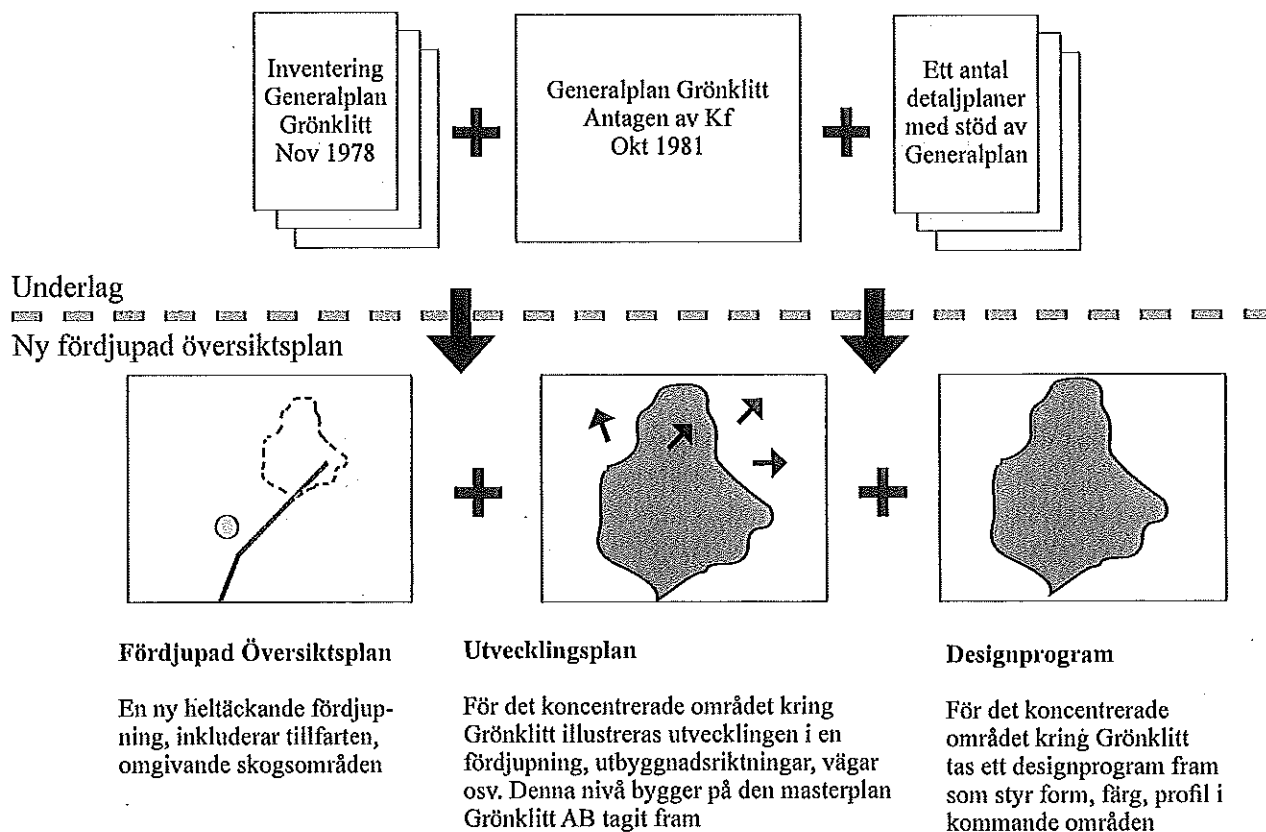 Inventering
Generalplan
Grönklitt
Nov 1978
Generalplan Grönklitt
Antagen av Kf
Okt 1981
Ett antal
detaljplaner
med stöd av
Generalplan
Underlag
Ny fördjupad översiktsplan
Fördjupad Översiktsplan
En ny heltäckande fördjup-
ning, inkluderar tillfarten,
omgivande skogsområden
Utvecklingsplan
För det koncentrerade området kring
Grönklitt illustreras utvecklingen i en
fördjupning, utbyggnadsriktningar, vägar
osv. Denna nivå bygger på den masterplan
Grönklitt AB tagit fram
Designprogram
För det koncentrerade
området kring Grönklitt
tas ett designprogram fram
som styr form, färg, profil i
kommande områden